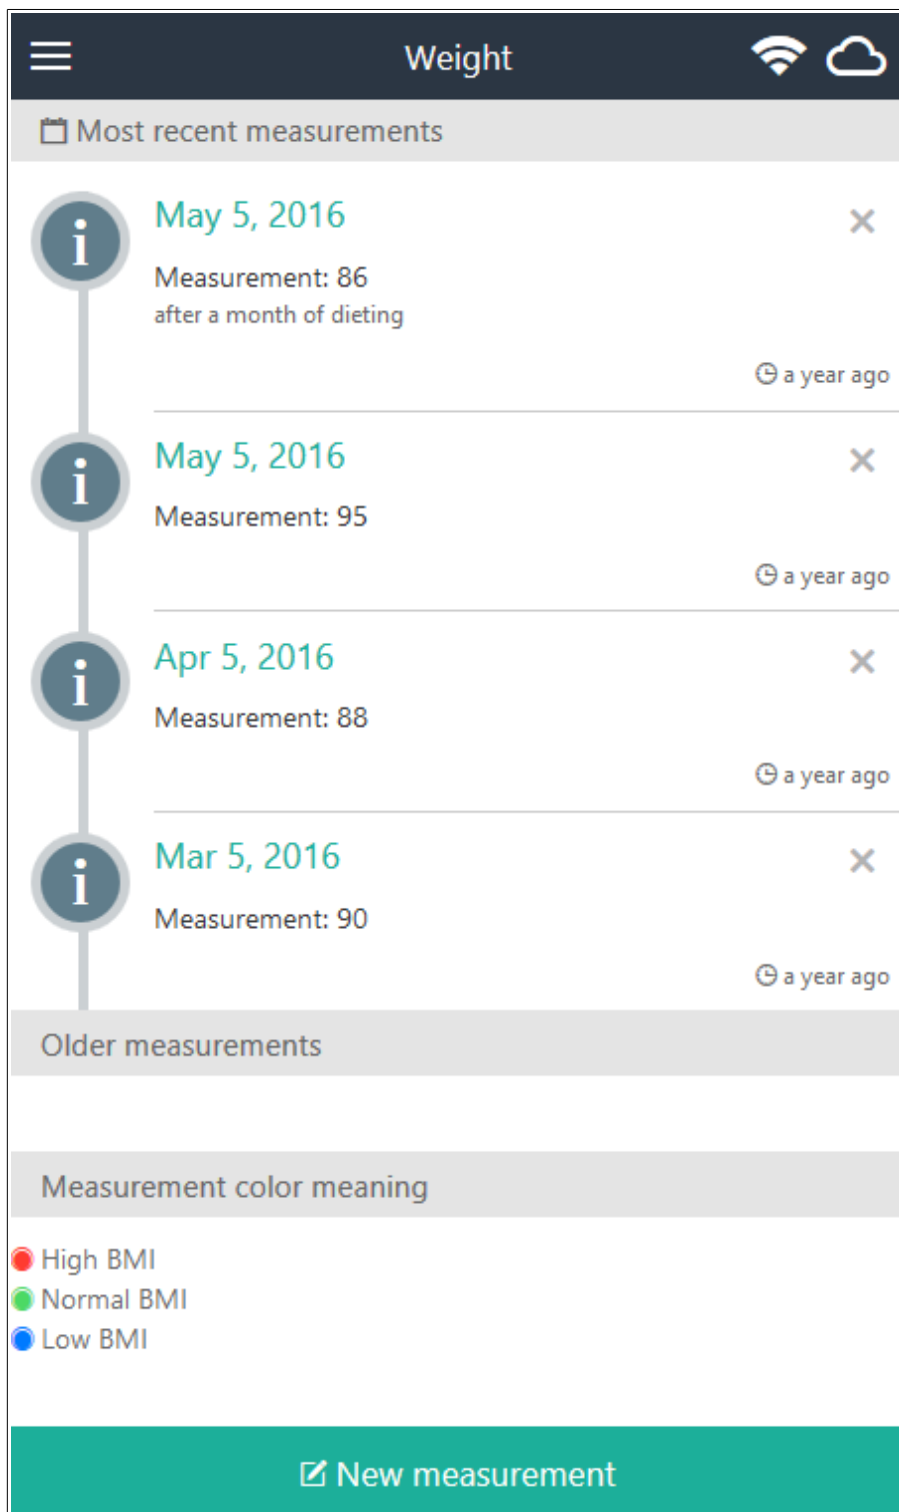 Weight
Most recent measurements
May 5, 2016
Measurement: 86
after a month of dieting
a year ago
May 5, 2016
Measurement: 95
a year ago
Apr 5, 2016
Measurement: 88
a year ago
Mar 5, 2016
Measurement: 90
a year ago
Older measurements
Measurement color meaning
High BMI
Normal BMI
Low BMI
New measurement